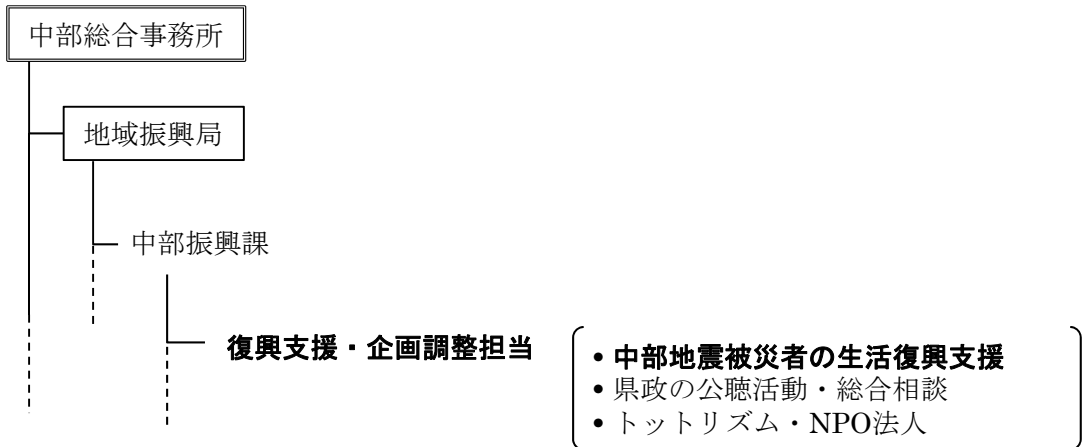 中部総合事務所
地域振興局
中部振興課
復興支援・企画調整担当
• 中部地震被災者の生活復興支援
• 県政の公聴活動・総合相談
• トットリズム・NPO法人